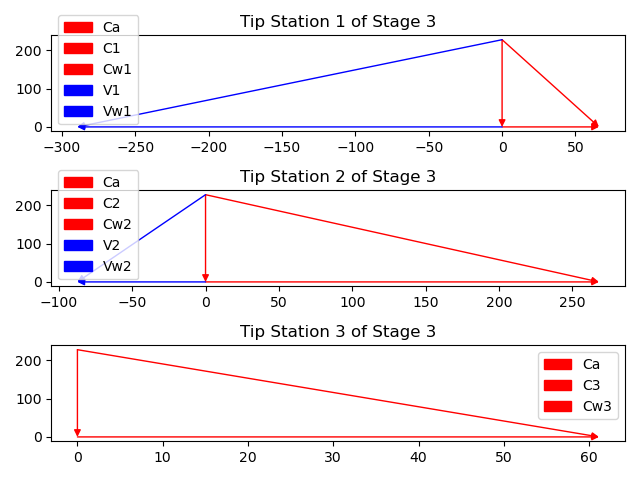 Tip Station 1 of Stage 3
Ca
C1
Cw1
V1
Vw1
200
100
0
−300 −250 −200 −150 −100 −50 0 50
Tip Station 2 of Stage 3
Ca
C2
Cw2
V2
Vw2
200
100
0
−100 −50 0 50 100 150 200 250
Tip Station 3 of Stage 3
Ca
C3
Cw3
200
100
0
0 10 20 30 40 50 60